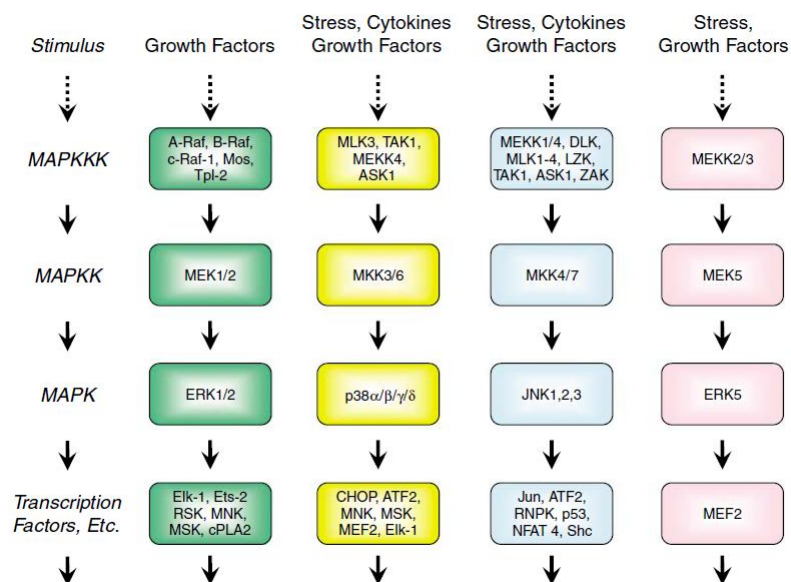 Stimulus
Growth Factors
Stress, Cytokines
Growth Factors
Stress, Cytokines
Growth Factors
Stress,
Growth Factors
MAPKKK
A-Raf, B-Raf,
c-Raf-1, Mos,
Tpl-2
MLK3, TAK1,
MEKK4,
ASK1
MEKK1/4, DLK,
MLK1-4, LZK,
TAK1, ASK1, ZAK
MEKK2/3
MAPKK
MEK1/2
MKK3/6
MKK4/7
MEK5
MAPK
ERK1/2
p38α/β/γ/δ
JNK1,2,3
ERK5
Transcription
Factors, Etc.
Elk-1, Ets-2
RSK, MNK,
MSK, cPLA2
CHOP, ATF2,
MNK, MSK,
MEF2, Elk-1
Jun, ATF2,
RNPK, p53,
NFAT 4, Shc
MEF2